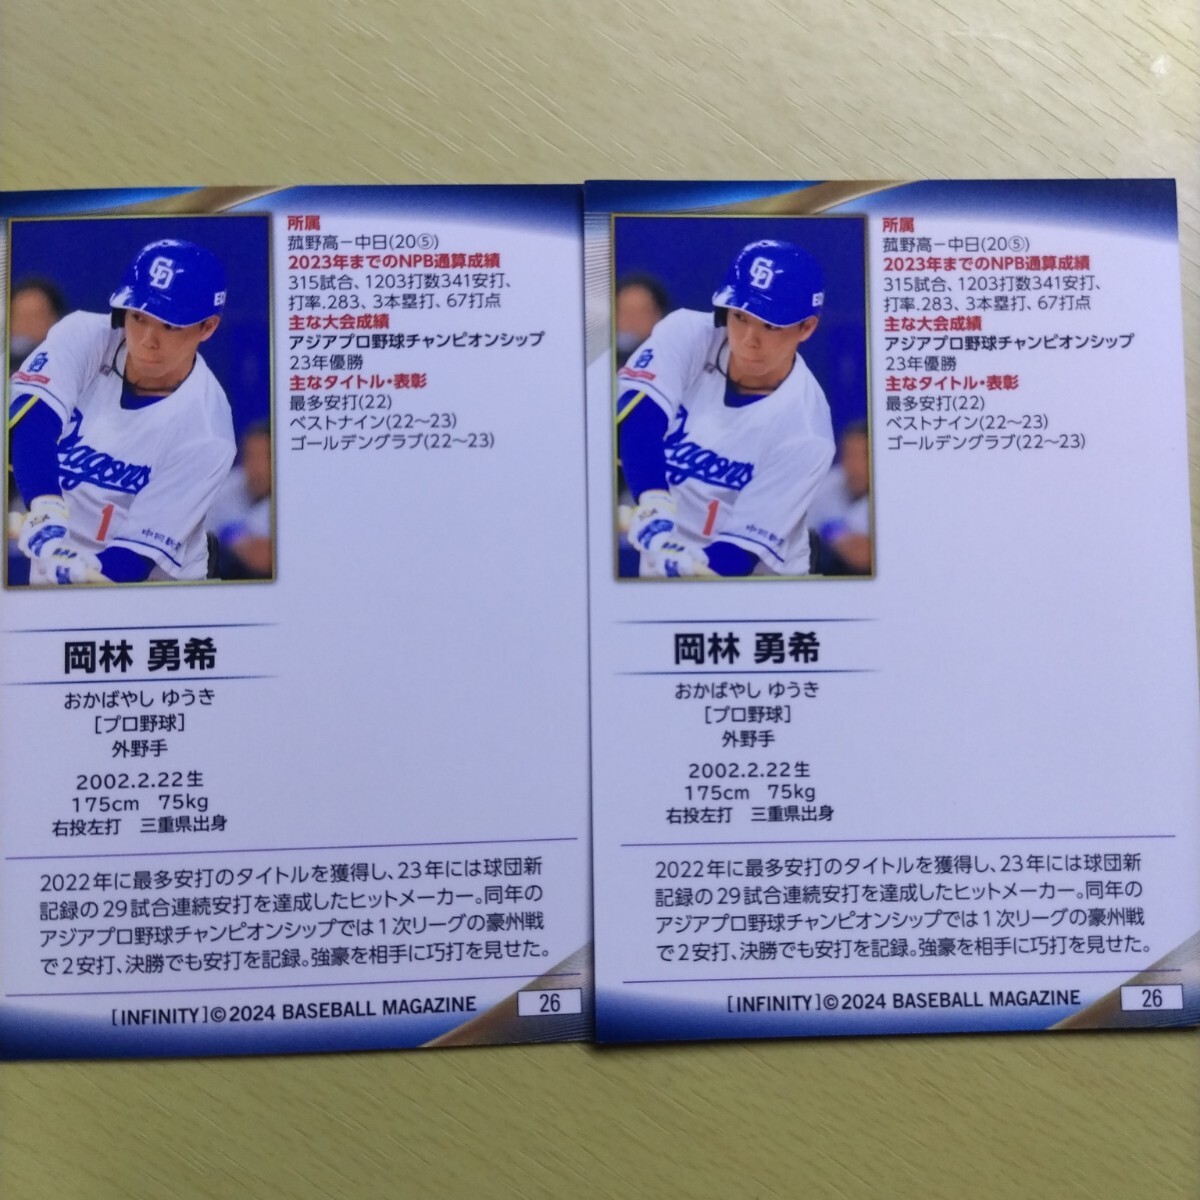 所属
菰野高－中日(20⑤)
2023年までのNPB通算成績
315試合、1203打数341安打、
打率.283、3本塁打、67打点
主な大会成績
アジアプロ野球チャンピオンシップ
23年優勝
主なタイトル・表彰
最多安打(22)
ベストナイン(22〜23)
ゴールデングラブ(22〜23)
CD
Dragons
1
岡林 勇希
おかばやし ゆうき
[プロ野球]
外野手
2002.2.22生
175cm 75kg
右投左打 三重県出身
2022年に最多安打のタイトルを獲得し、23年には球団新
記録の29試合連続安打を達成したヒットメーカー。同年の
アジアプロ野球チャンピオンシップでは1次リーグの豪州戦
で2安打、決勝でも安打を記録。強豪を相手に巧打を見せた。
[INFINITY]©2024 BASEBALL MAGAZINE
26
所属
菰野高－中日(20⑤)
2023年までのNPB通算成績
315試合、1203打数341安打、
打率.283、3本塁打、67打点
主な大会成績
アジアプロ野球チャンピオンシップ
23年優勝
主なタイトル・表彰
最多安打(22)
ベストナイン(22〜23)
ゴールデングラブ(22〜23)
CD
Dragons
1
岡林 勇希
おかばやし ゆうき
[プロ野球]
外野手
2002.2.22生
175cm 75kg
右投左打 三重県出身
2022年に最多安打のタイトルを獲得し、23年には球団新
記録の29試合連続安打を達成したヒットメーカー。同年の
アジアプロ野球チャンピオンシップでは1次リーグの豪州戦
で2安打、決勝でも安打を記録。強豪を相手に巧打を見せた。
[INFINITY]©2024 BASEBALL MAGAZINE
26